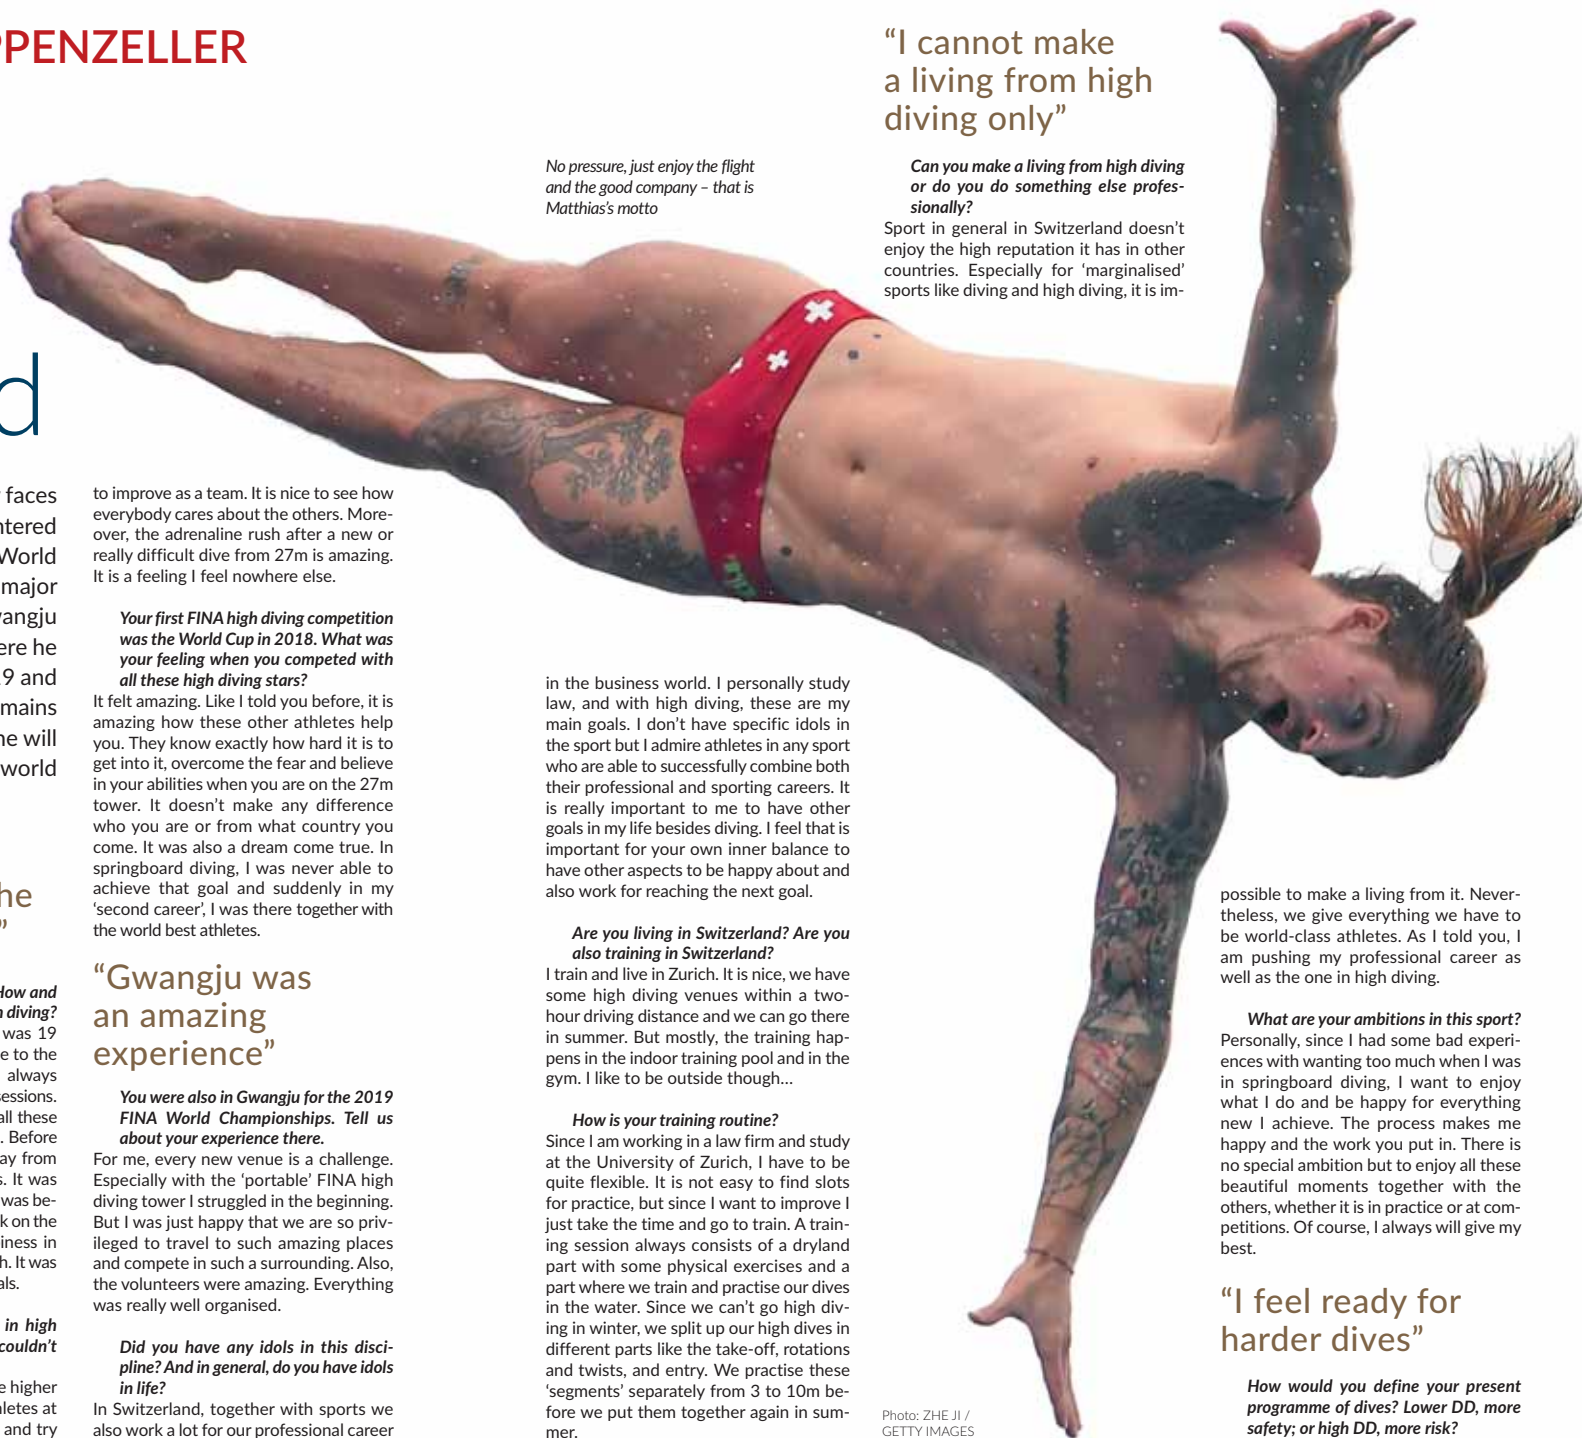 PPENZELLER
d
faces
ntered
World
major
angju
ere he
9 and
mains
he will
world
he
”
How and
diving?
was 19
e to the
always
sessions.
all these
. Before
ay from
s. It was
was be-
k on the
iness in
h. It was
als.
in high
couldn’t
e higher
letes at
and try
to improve as a team. It is nice to see how
everybody cares about the others. More-
over, the adrenaline rush after a new or
really difficult dive from 27m is amazing.
It is a feeling I feel nowhere else.
Your first FINA high diving competition
was the World Cup in 2018. What was
your feeling when you competed with
all these high diving stars?
It felt amazing. Like I told you before, it is
amazing how these other athletes help
you. They know exactly how hard it is to
get into it, overcome the fear and believe
in your abilities when you are on the 27m
tower. It doesn’t make any difference
who you are or from what country you
come. It was also a dream come true. In
springboard diving, I was never able to
achieve that goal and suddenly in my
‘second career’, I was there together with
the world best athletes.
“Gwangju was
an amazing
experience”
You were also in Gwangju for the 2019
FINA World Championships. Tell us
about your experience there.
For me, every new venue is a challenge.
Especially with the ‘portable’ FINA high
diving tower I struggled in the beginning.
But I was just happy that we are so priv-
ileged to travel to such amazing places
and compete in such a surrounding. Also,
the volunteers were amazing. Everything
was really well organised.
Did you have any idols in this disci-
pline? And in general, do you have idols
in life?
In Switzerland, together with sports we
also work a lot for our professional career
No pressure, just enjoy the flight
and the good company – that is
Matthias’s motto
in the business world. I personally study
law, and with high diving, these are my
main goals. I don’t have specific idols in
the sport but I admire athletes in any sport
who are able to successfully combine both
their professional and sporting careers. It
is really important to me to have other
goals in my life besides diving. I feel that is
important for your own inner balance to
have other aspects to be happy about and
also work for reaching the next goal.
Are you living in Switzerland? Are you
also training in Switzerland?
I train and live in Zurich. It is nice, we have
some high diving venues within a two-
hour driving distance and we can go there
in summer. But mostly, the training hap-
pens in the indoor training pool and in the
gym. I like to be outside though...
How is your training routine?
Since I am working in a law firm and study
at the University of Zurich, I have to be
quite flexible. It is not easy to find slots
for practice, but since I want to improve I
just take the time and go to train. A train-
ing session always consists of a dryland
part with some physical exercises and a
part where we train and practise our dives
in the water. Since we can’t go high div-
ing in winter, we split up our high dives in
different parts like the take-off, rotations
and twists, and entry. We practise these
‘segments’ separately from 3 to 10m be-
fore we put them together again in sum-
mer.
“I cannot make
a living from high
diving only”
Can you make a living from high diving
or do you do something else profes-
sionally?
Sport in general in Switzerland doesn’t
enjoy the high reputation it has in other
countries. Especially for ‘marginalised’
sports like diving and high diving, it is im-
Photo: ZHE JI /
GETTY IMAGES
possible to make a living from it. Never-
theless, we give everything we have to
be world-class athletes. As I told you, I
am pushing my professional career as
well as the one in high diving.
What are your ambitions in this sport?
Personally, since I had some bad experi-
ences with wanting too much when I was
in springboard diving, I want to enjoy
what I do and be happy for everything
new I achieve. The process makes me
happy and the work you put in. There is
no special ambition but to enjoy all these
beautiful moments together with the
others, whether it is in practice or at com-
petitions. Of course, I always will give my
best.
“I feel ready for
harder dives”
How would you define your present
programme of dives? Lower DD, more
safety; or high DD, more risk?